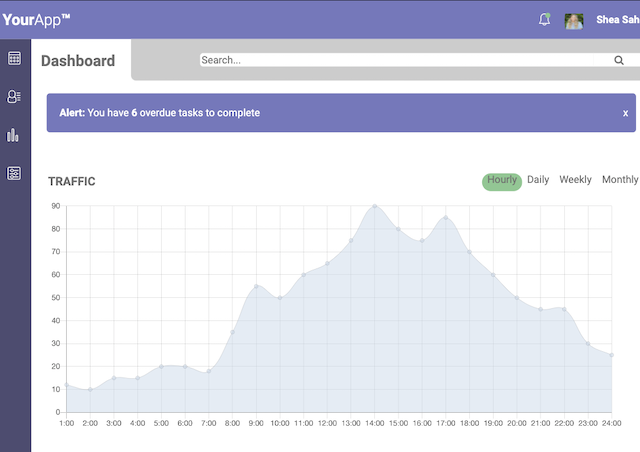 YourApp™
Shea Sah
Dashboard
Search...
Alert: You have 6 overdue tasks to complete
x
TRAFFIC
Hourly Daily Weekly Monthly
90
80
70
60
50
40
30
20
10
0
1:00 2:00 3:00 4:00 5:00 6:00 7:00 8:00 9:00 10:00 11:00 12:00 13:00 14:00 15:00 16:00 17:00 18:00 19:00 20:00 21:00 22:00 23:00 24:00